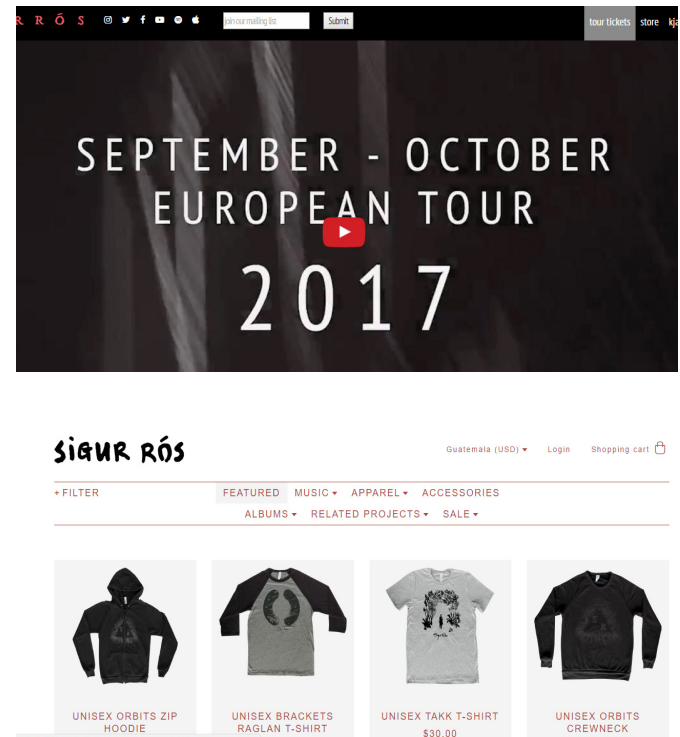 R R Ó S join our mailing list Submit tour tickets store kja
SEPTEMBER - OCTOBER
EUROPEAN TOUR
2017
SIGUR RÓS Guatemala (USD) Login Shopping cart
+ FILTER FEATURED MUSIC APPAREL ACCESSORIES
ALBUMS RELATED PROJECTS SALE
UNISEX ORBITS ZIP
HOODIE
UNISEX BRACKETS
RAGLAN T-SHIRT
UNISEX TAKK T-SHIRT
$30.00
UNISEX ORBITS
CREWNECK